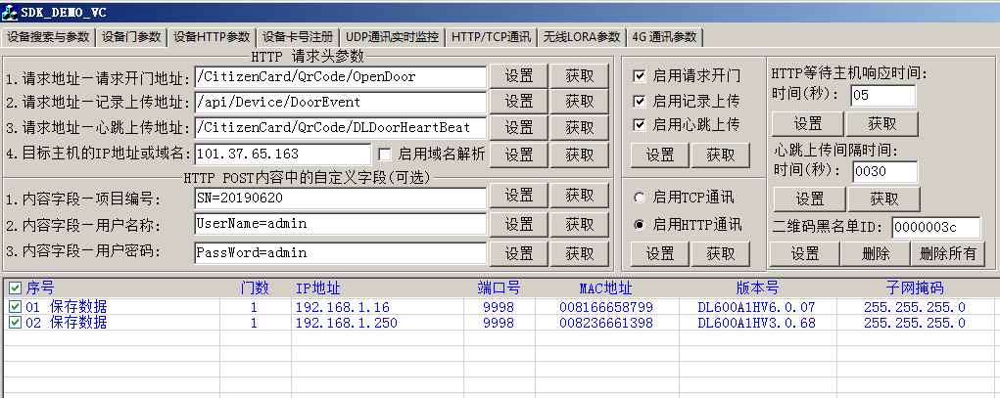 SDK_DEMO_VC
设备搜索与参数 设备门参数 设备HTTP参数 设备卡号注册 UDP通讯实时监控 HTTP/TCP通讯 无线LORA参数 4G 通讯参数
HTTP 请求头参数
1.请求地址—请求开门地址: /CitizenCard/QrCode/OpenDoor 设置 获取
2.请求地址—记录上传地址: /api/Device/DoorEvent 设置 获取
3.请求地址—心跳上传地址: /CitizenCard/QrCode/DLDoorHeartBeat 设置 获取
4.目标主机的IP地址或域名: 101.37.65.163 启用域名解析 设置 获取
HTTP POST内容中的自定义字段(可选)
1.内容字段—项目编号: SN=20190620 设置 获取
2.内容字段—用户名称: UserName=admin 设置 获取
3.内容字段—用户密码: PassWord=admin 设置 获取
启用请求开门
启用记录上传
启用心跳上传
设置 获取
启用TCP通讯
启用HTTP通讯
设置 获取
HTTP等待主机响应时间:
时间(秒): 05
设置 获取
心跳上传间隔时间:
时间(秒): 0030
设置 获取
二维码黑名单ID: 0000003c
设置 删除 删除所有
序号 门数 IP地址 端口号 MAC地址 版本号 子网掩码
01 保存数据 1 192.168.1.16 9998 008166658799 DL600A1HV6.0.07 255.255.255.0
02 保存数据 1 192.168.1.250 9998 008236661398 DL600A1HV3.0.68 255.255.255.0